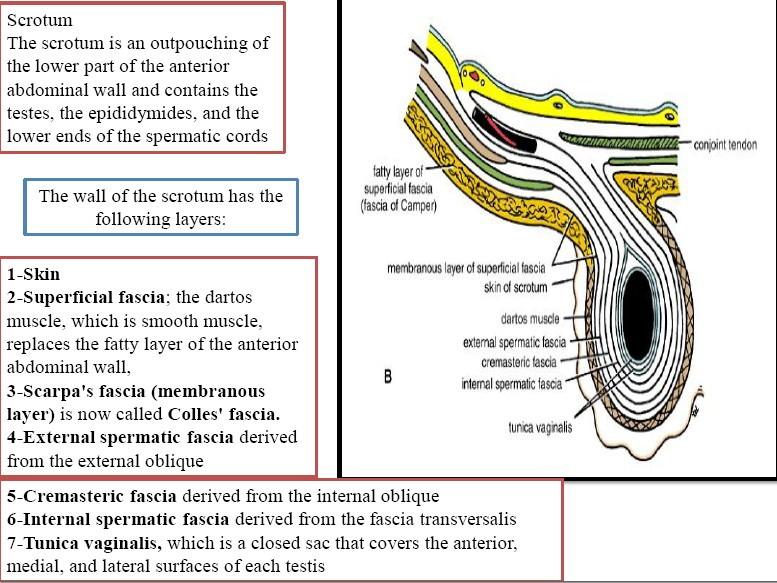 Scrotum
The scrotum is an outpouching of
the lower part of the anterior
abdominal wall and contains the
testes, the epididymides, and the
lower ends of the spermatic cords
The wall of the scrotum has the
following layers:
1-Skin
2-Superficial fascia; the dartos
muscle, which is smooth muscle,
replaces the fatty layer of the anterior
abdominal wall,
3-Scarpa's fascia (membranous
layer) is now called Colles' fascia.
4-External spermatic fascia derived
from the external oblique
5-Cremasteric fascia derived from the internal oblique
6-Internal spermatic fascia derived from the fascia transversalis
7-Tunica vaginalis, which is a closed sac that covers the anterior,
medial, and lateral surfaces of each testis
conjoint tendon
fatty layer of
superficial fascia
(fascia of Camper)
membranous layer of superficial fascia
skin of scrotum
dartos muscle
external spermatic fascia
cremasteric fascia
internal spermatic fascia
tunica vaginalis
B